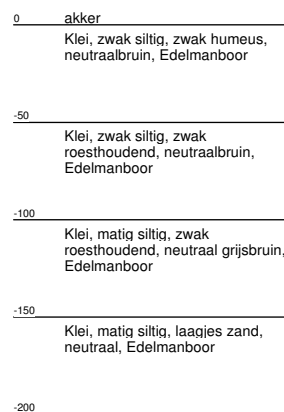 0 akker
Klei, zwak siltig, zwak humeus,
neutraalbruin, Edelmanboor
-50
Klei, zwak siltig, zwak
roesthoudend, neutraalbruin,
Edelmanboor
-100
Klei, matig siltig, zwak
roesthoudend, neutraal grijsbruin,
Edelmanboor
-150
Klei, matig siltig, laagjes zand,
neutraal, Edelmanboor
-200